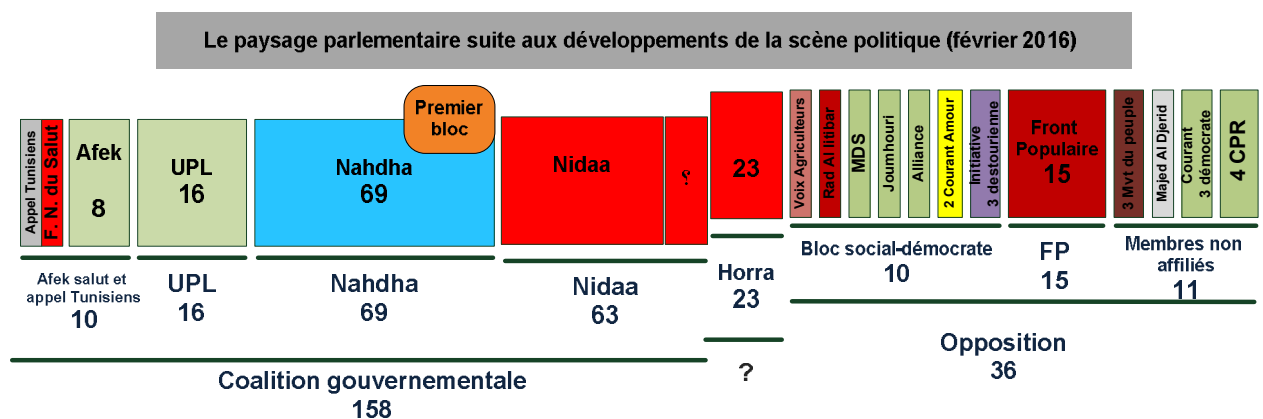 Le paysage parlementaire suite aux développements de la scène politique (février 2016)
Appel Tunisiens
F. N. du Salut
Afek
8
UPL
16
Premier
bloc
Nahdha
69
Nidaa
؟
23
Voix Agriculteurs
Rad Al Iitibar
MDS
Joumhouri
Alliance
2 Courant Amour
Initiative
3 destourienne
Front
Populaire
15
3 Mvt du peuple
Majed Al Djerid
Courant
3 démocrate
4 CPR
Afek salut et
appel Tunisiens
10
UPL
16
Nahdha
69
Nidaa
63
Horra
23
Bloc social-démocrate
10
FP
15
Membres non
affiliés
11
Coalition gouvernementale
158
?
Opposition
36